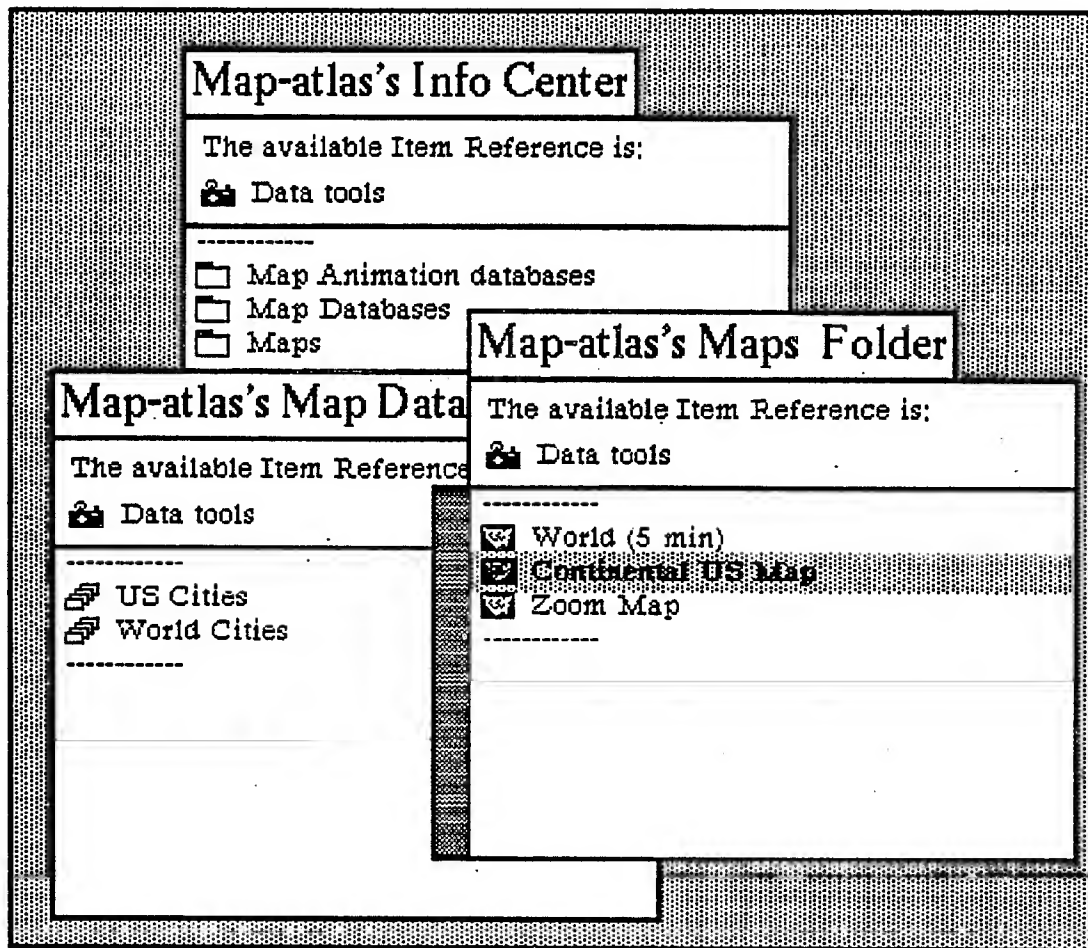 Map-atlas's Info Center
The available Item Reference is:
Data tools
------------
Map Animation databases
Map Databases
Maps
Map-atlas's Map Data
The available Item Reference
Data tools
------------
US Cities
World Cities
------------
Map-atlas's Maps Folder
The available Item Reference is:
Data tools
------------
World (5 min)
Continental US Map
Zoom Map
------------